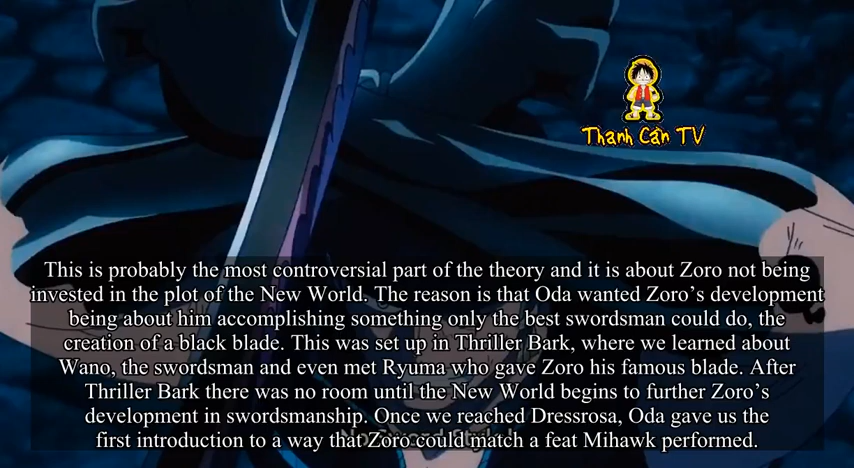 Thanh Cần TV
This is probably the most controversial part of the theory and it is about Zoro not being
invested in the plot of the New World. The reason is that Oda wanted Zoro's development
being about him accomplishing something only the best swordsman could do, the
creation of a black blade. This was set up in Thriller Bark, where we learned about
Wano, the swordsman and even met Ryuma who gave Zoro his famous blade. After
Thriller Bark there was no room until the New World begins to further Zoro's
development in swordsmanship. Once we reached Dressrosa, Oda gave us the
first introduction to a way that Zoro could match a feat Mihawk performed.